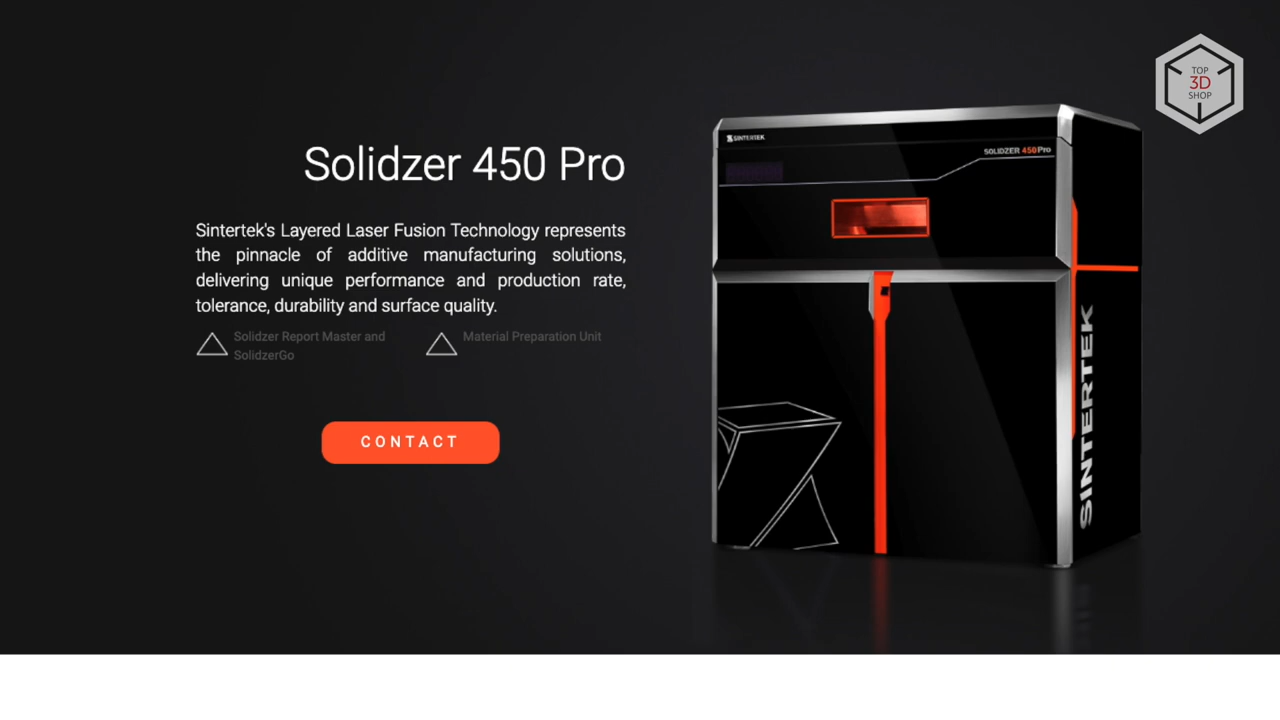 TOP
3D
SHOP
Solidzer 450 Pro
Sintertek's Layered Laser Fusion Technology represents
the pinnacle of additive manufacturing solutions,
delivering unique performance and production rate,
tolerance, durability and surface quality.
Solidzer Report Master and
SolidzerGo
Material Preparation Unit
CONTACT
SINTERTEK
SOLIDZER 450Pro
SINTERTEK